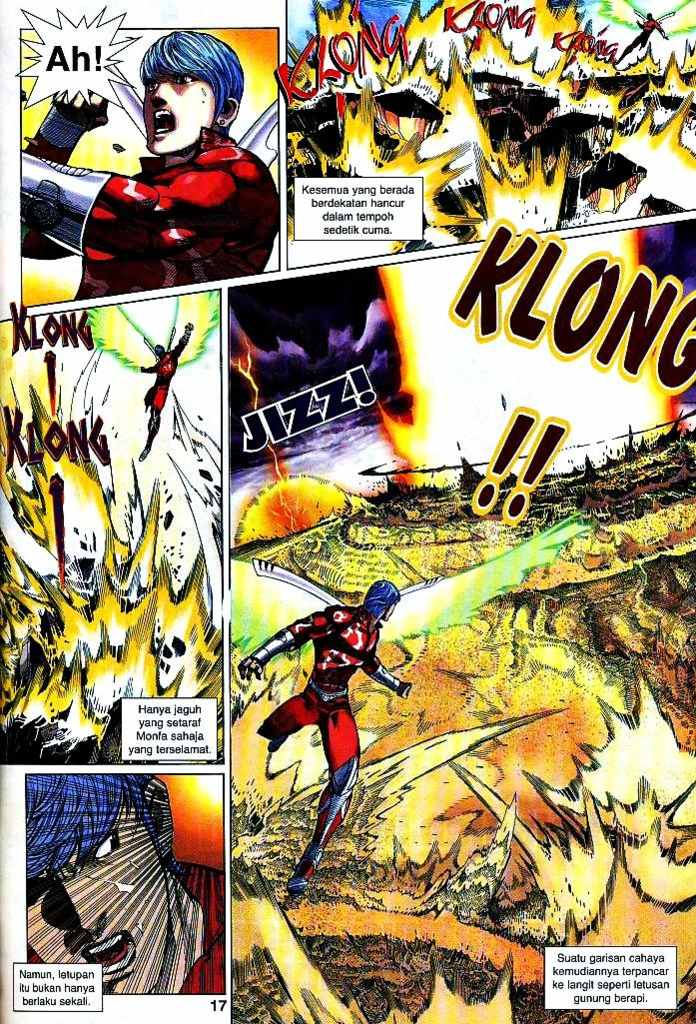 Ah!
KLONG
KLONG
KLONG
Kesemua yang berada
berdekatan hancur
dalam tempoh
sedetik cuma.
KLONG
!
KLONG
!
Hanya jaguh
yang setaraf
Monfa sahaja
yang terselamat.
Namun, letupan
itu bukan hanya
berlaku sekali.
17
KLONG
!!
JIZZ!
Suatu garisan cahaya
kemudiannya terpancar
ke langit seperti letusan
gunung berapi.